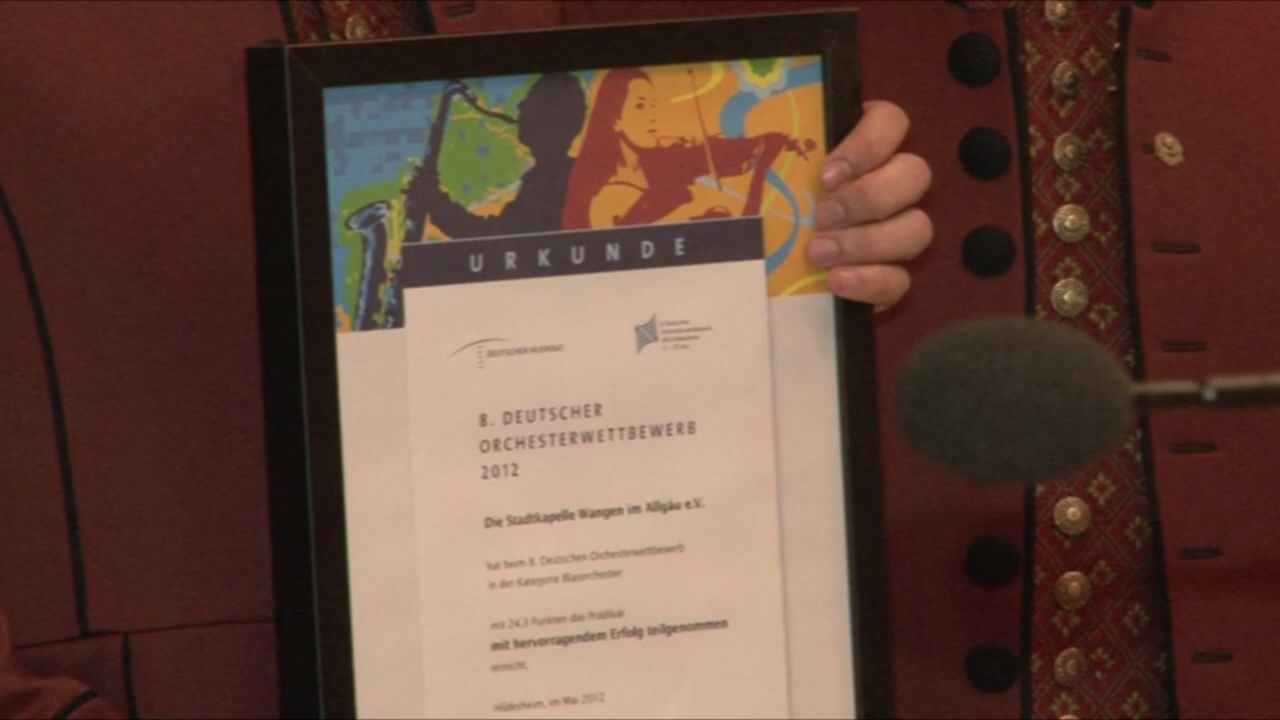 URKUNDE
DEUTSCHER MUSIKRAT
8. DEUTSCHER
ORCHESTERWETTBEWERB
2012
Die Stadtkapelle Wangen im Allgäu e.V.
hat beim 8. Deutschen Orchesterwettbewerb
in der Kategorie Blasorchester
mit 24,3 Punkten das Prädikat
mit hervorragendem Erfolg teilgenommen
erreicht.
Hildesheim, im Mai 2012